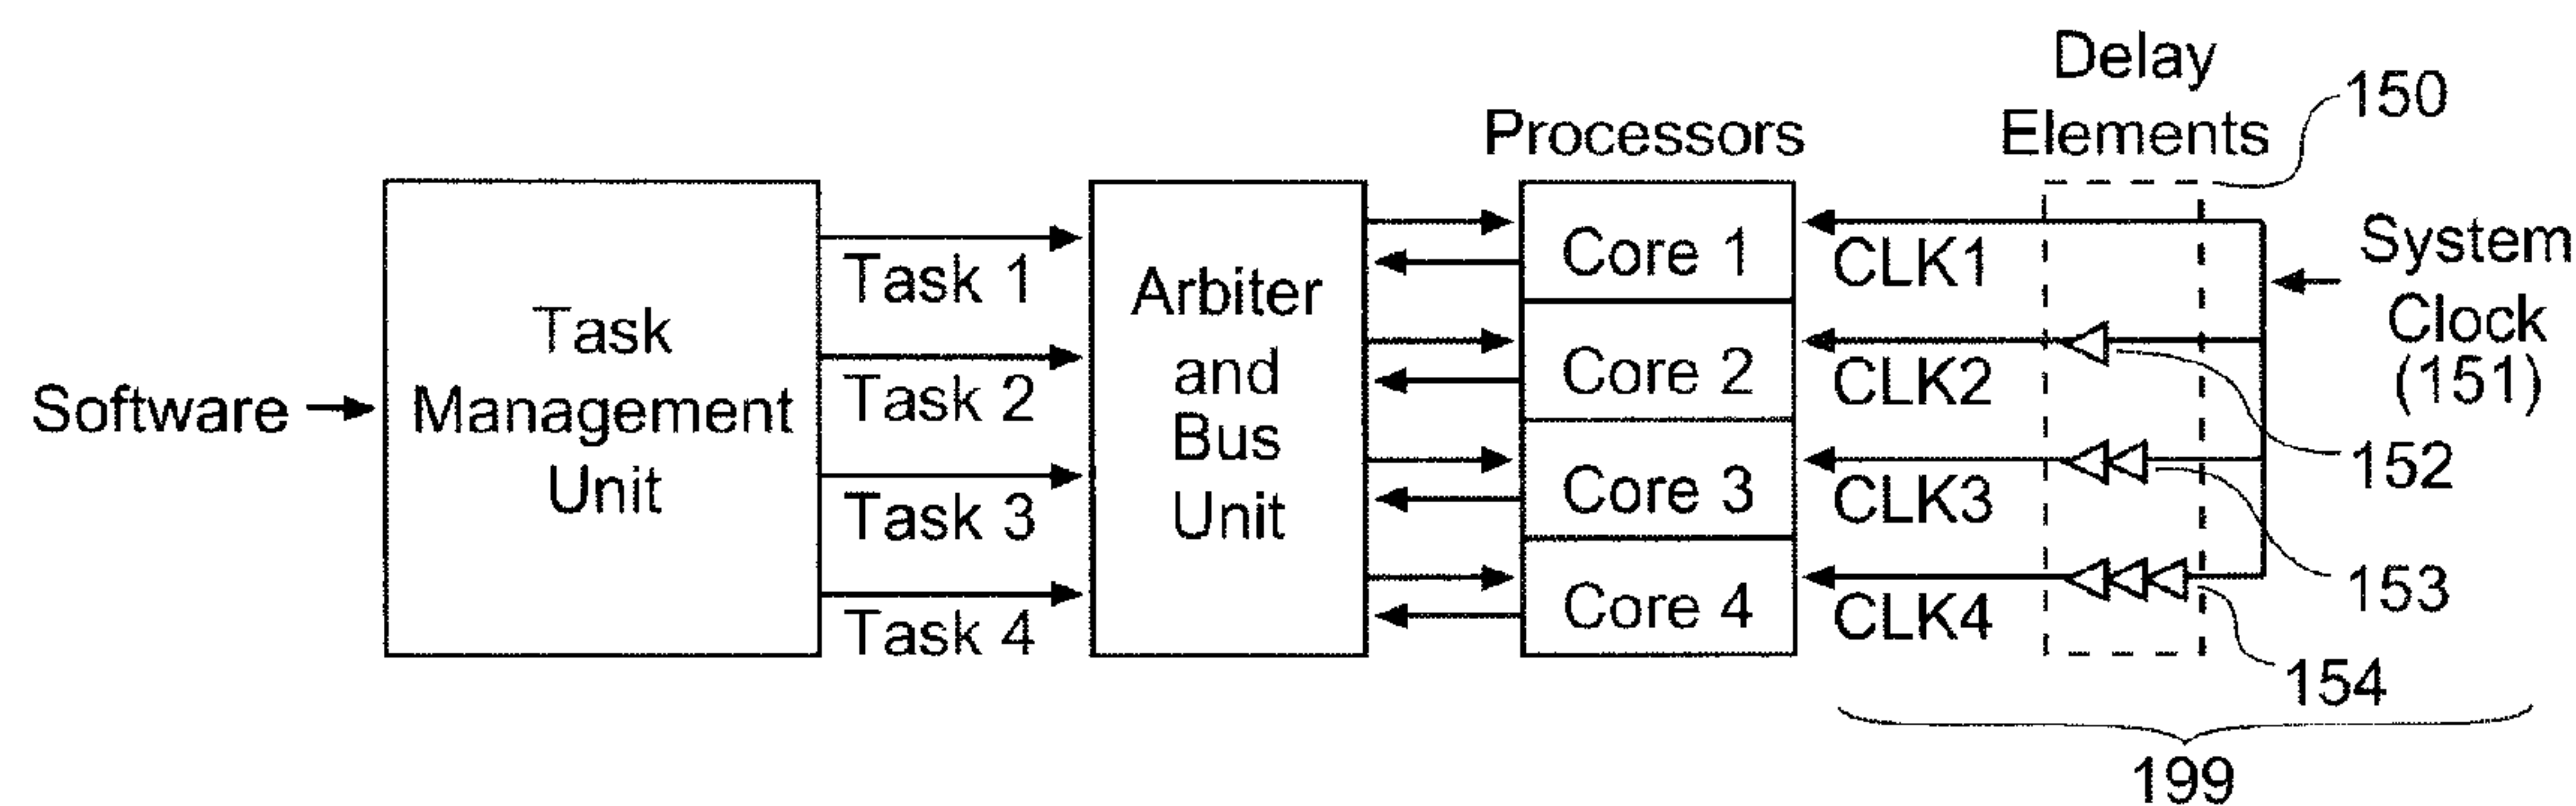 Delay
Elements
150
Processors
Software
Task
Management
Unit
Task 1
Task 2
Task 3
Task 4
Arbiter
and
Bus
Unit
Core 1
Core 2
Core 3
Core 4
CLK1
CLK2
CLK3
CLK4
System
Clock
(151)
152
153
154
199